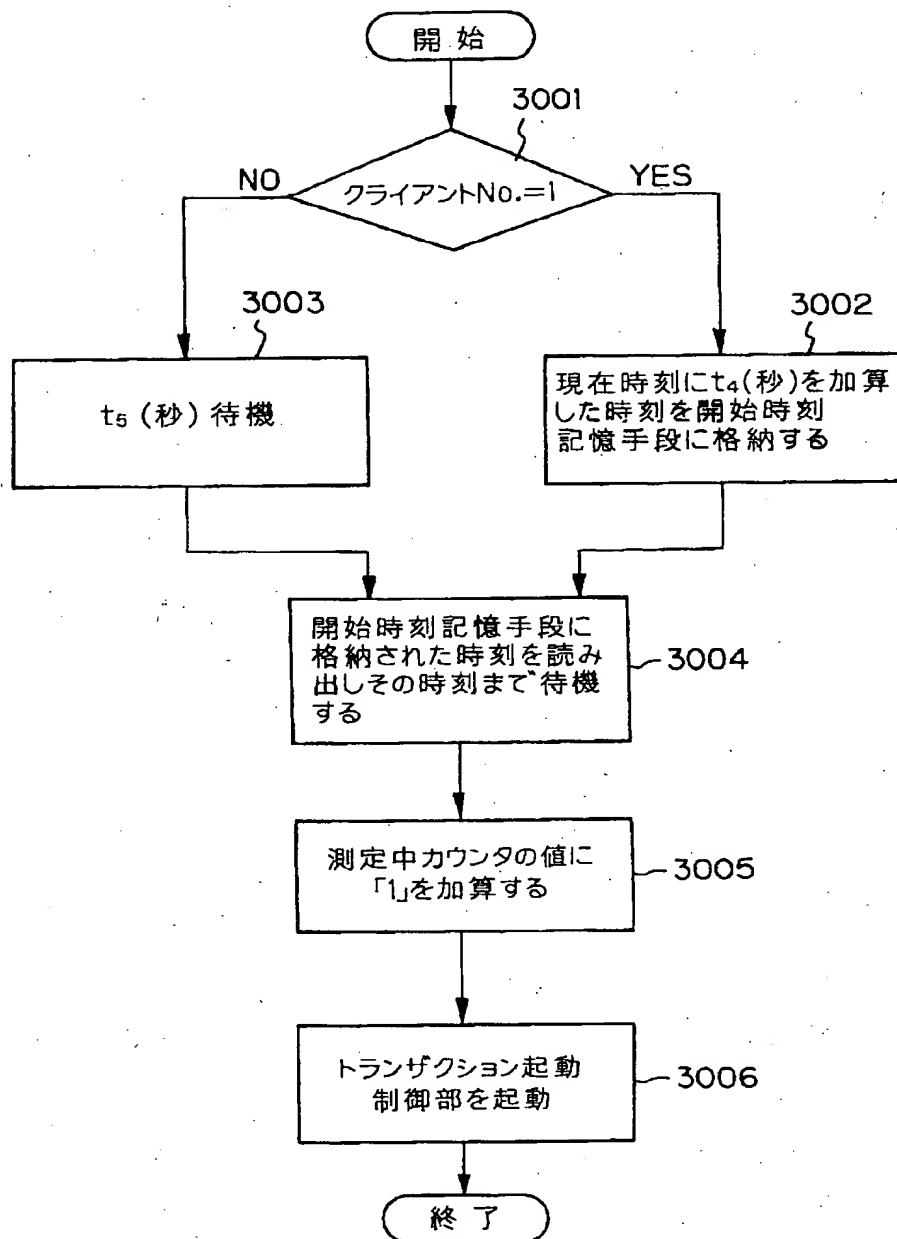 開始
3001
クライアントNo.=1
NO
YES
3003
t₅(秒)待機
3002
現在時刻にt₄(秒)を加算
した時刻を開始時刻
記憶手段に格納する
開始時刻記憶手段に
格納された時刻を読み
出しその時刻まで待機
する
3004
測定中カウンタの値に
「1」を加算する
3005
トランザクション起動
制御部を起動
3006
終了